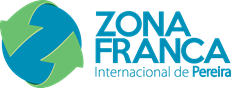 ZONA
FRANCA
Internacional de Pereira